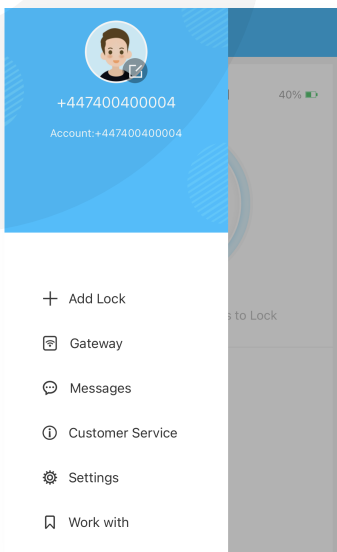 +447400400004
Account:+447400400004
40%
s to Lock
Add Lock
Gateway
Messages
Customer Service
Settings
Work with